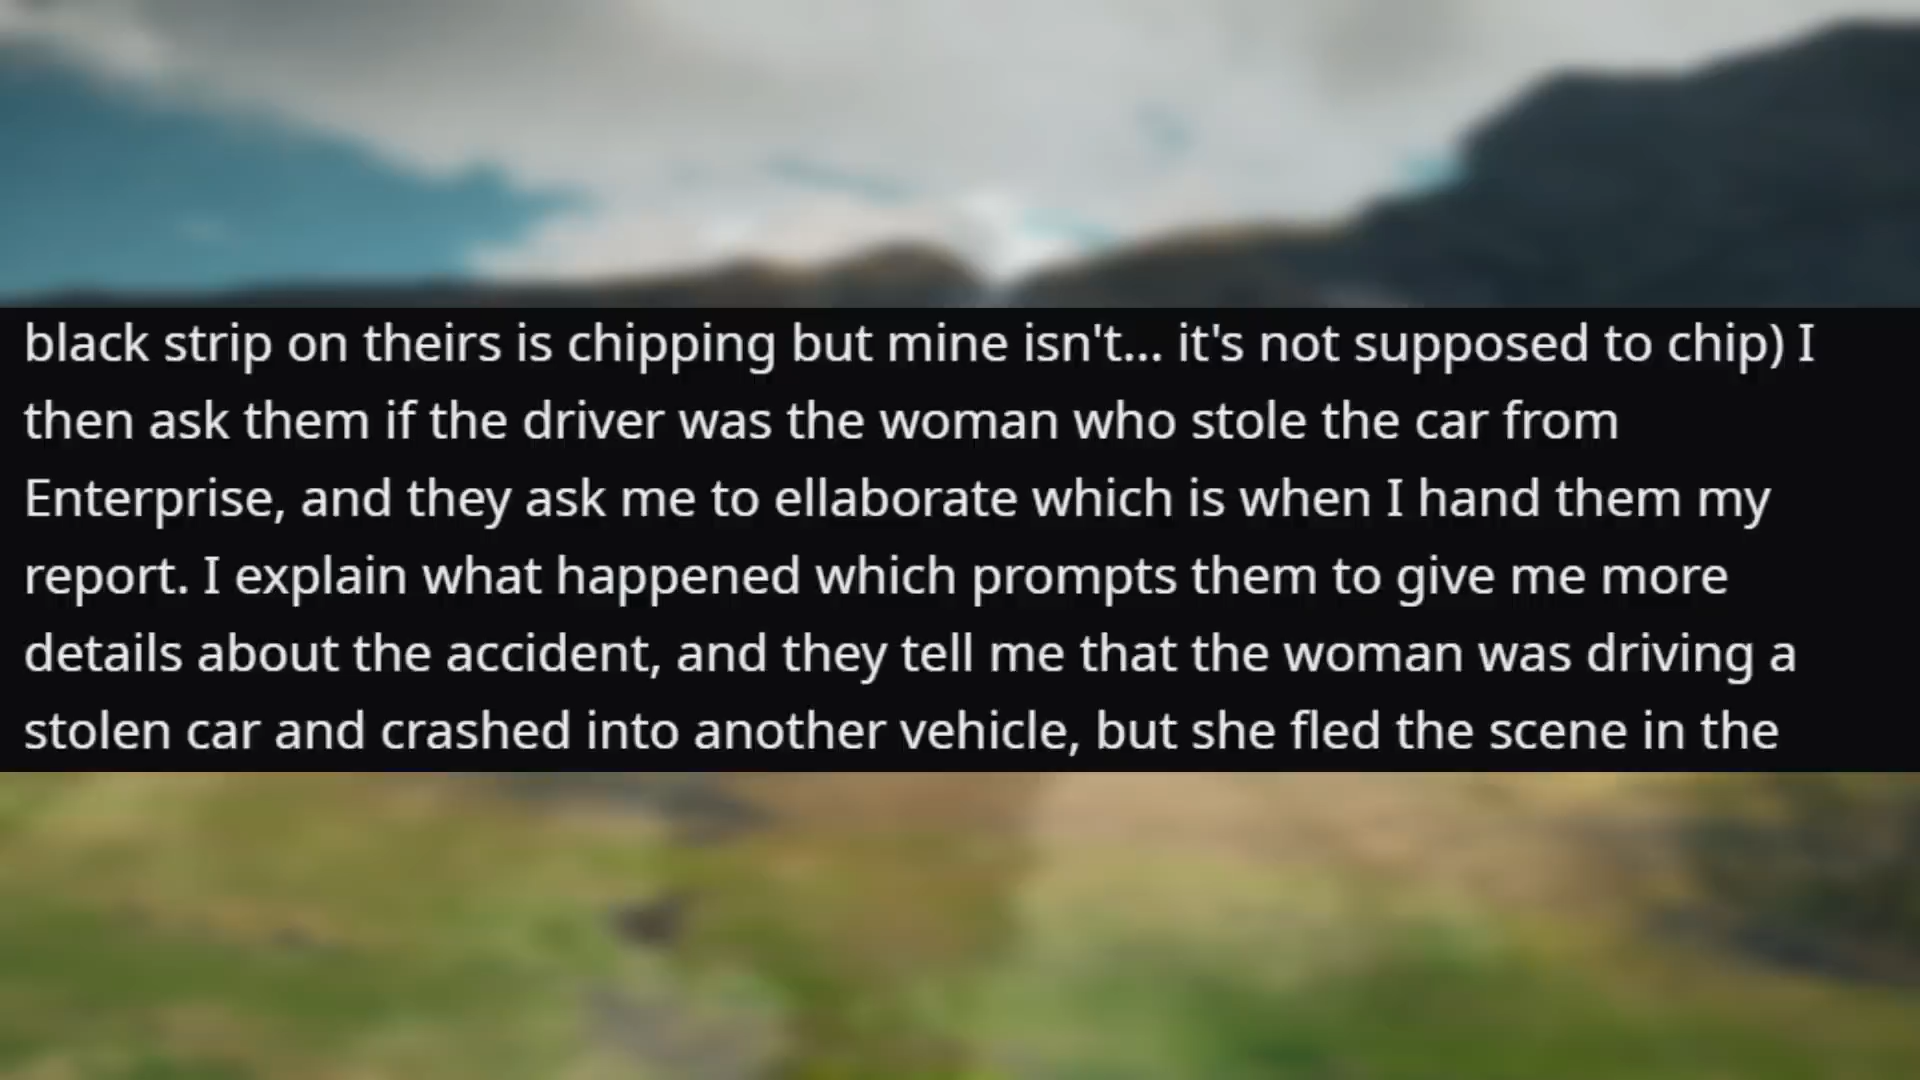 black strip on theirs is chipping but mine isn't... it's not supposed to chip) I
then ask them if the driver was the woman who stole the car from
Enterprise, and they ask me to ellaborate which is when I hand them my
report. I explain what happened which prompts them to give me more
details about the accident, and they tell me that the woman was driving a
stolen car and crashed into another vehicle, but she fled the scene in the